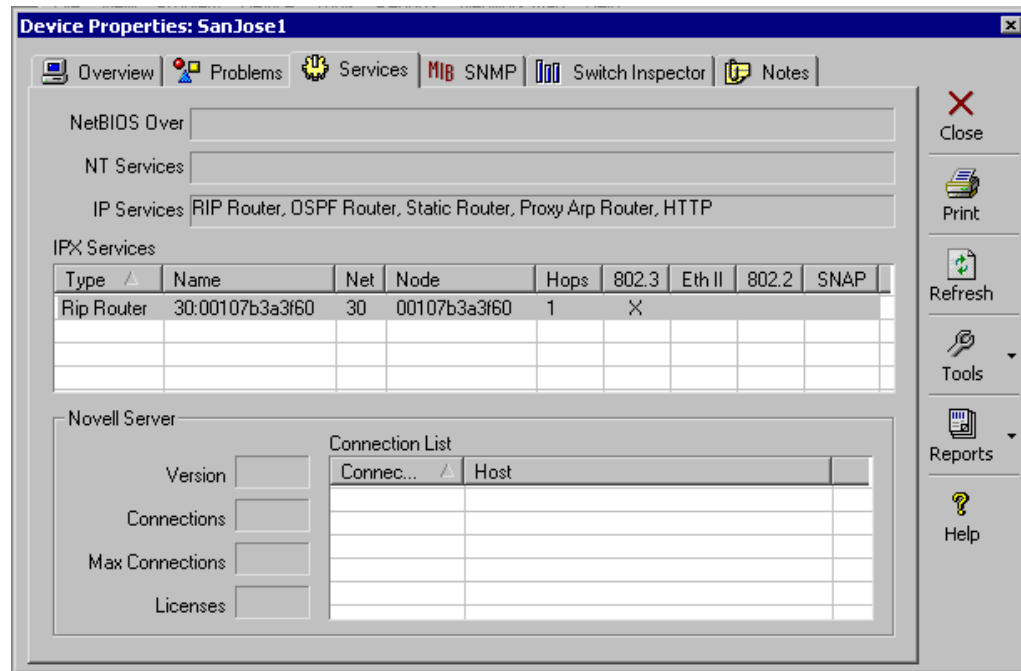 Device Properties: SanJose1
Overview Problems Services MIB SNMP Switch Inspector Notes
NetBIOS Over
NT Services
IP Services RIP Router, OSPF Router, Static Router, Proxy Arp Router, HTTP
IPX Services
Type Name Net Node Hops 802.3 Eth II 802.2 SNAP
Rip Router 30:00107b3a3f60 30 00107b3a3f60 1 X
Novell Server
Connection List
Version
Connec... Host
Connections
Max Connections
Licenses
Close
Print
Refresh
Tools
Reports
Help